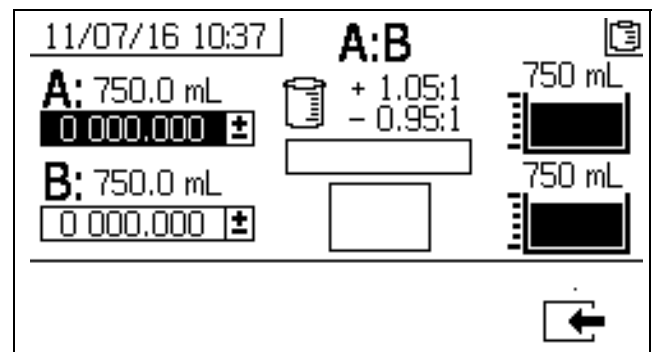 11/07/16 10:37
A:B
A: 750.0 mL
0 000.000 ±
+ 1.05:1
- 0.95:1
750 mL
B: 750.0 mL
0 000.000 ±
750 mL